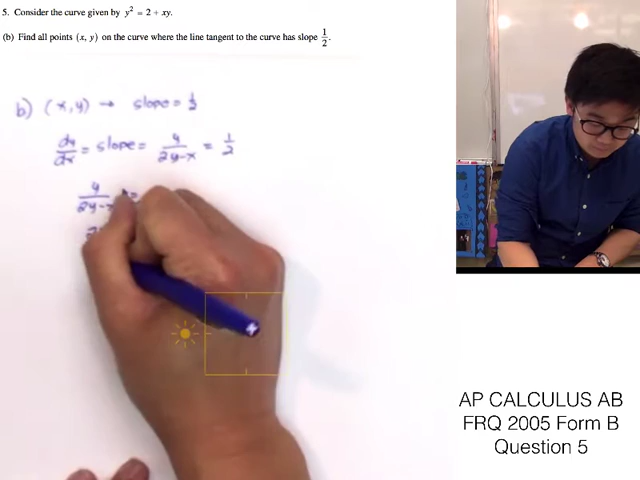 5. Consider the curve given by y² = 2 + xy.
(b) Find all points (x, y) on the curve where the line tangent to the curve has slope 1/2.
b) (x,y) → slope = 1/2
dy/dx = slope = y/(2y-x) = 1/2
AP CALCULUS AB
FRQ 2005 Form B
Question 5